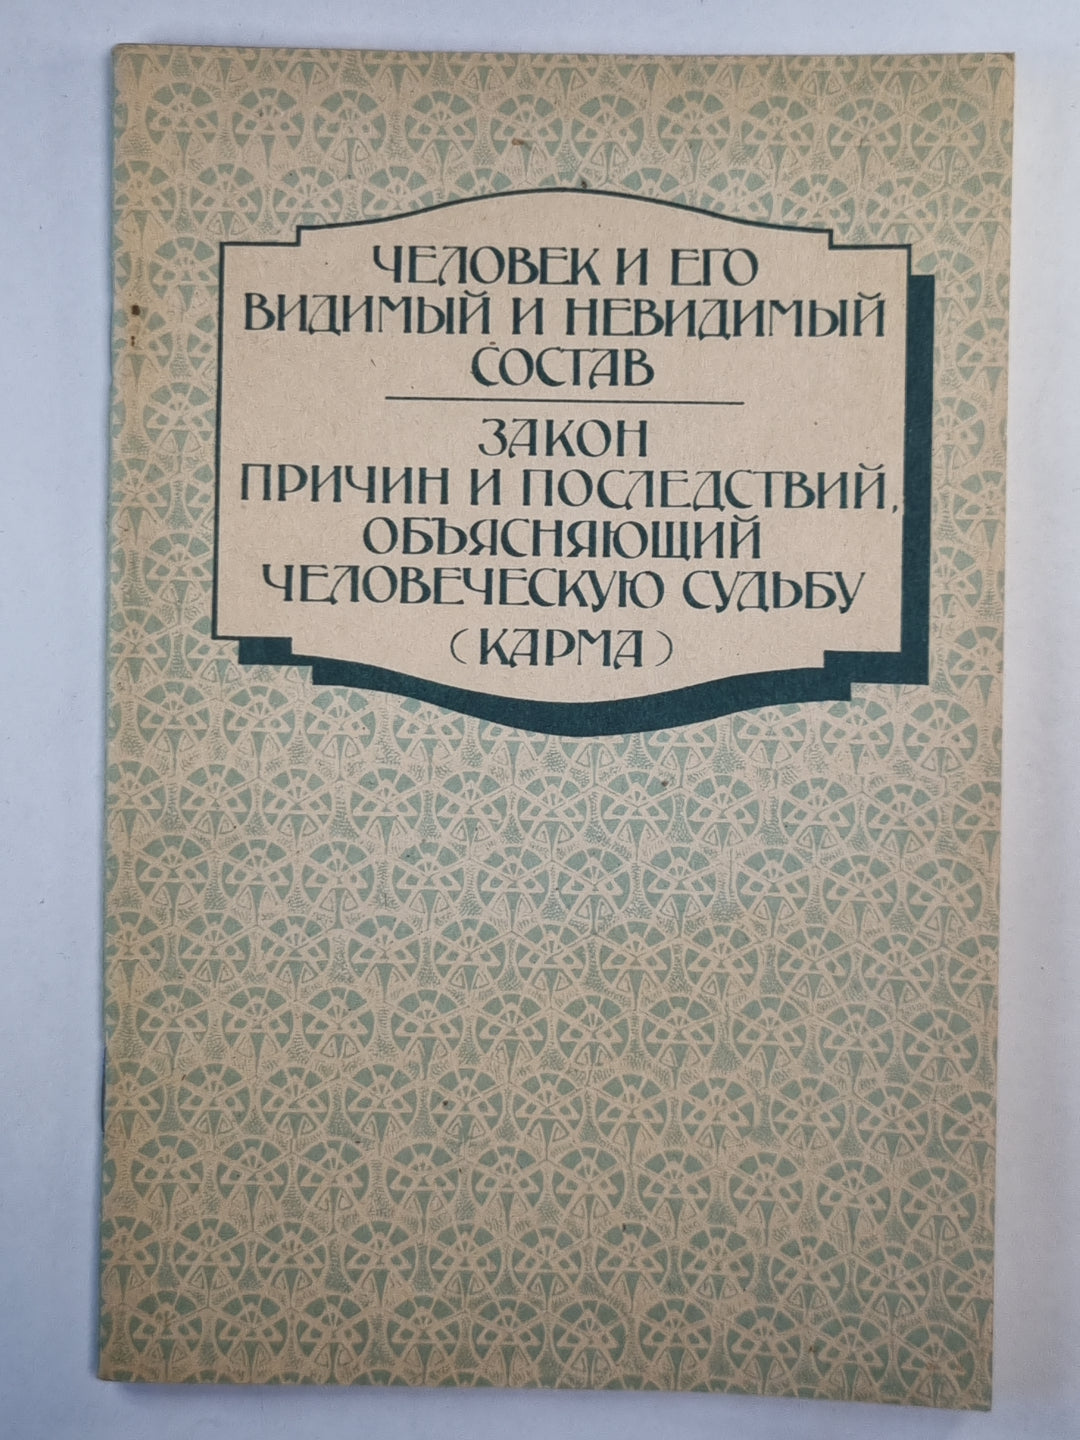 ЧЕЛОВЕК И ЕГО
ВИДИМЫЙ И НЕВИДИМЫЙ
СОСТАВ
ЗАКОН
ПРИЧИН И ПОСЛЕДСТВИЙ,
ОБЪЯСНЯЮЩИЙ
ЧЕЛОВЕЧЕСКУЮ СУДЬБУ
(КАРМА)